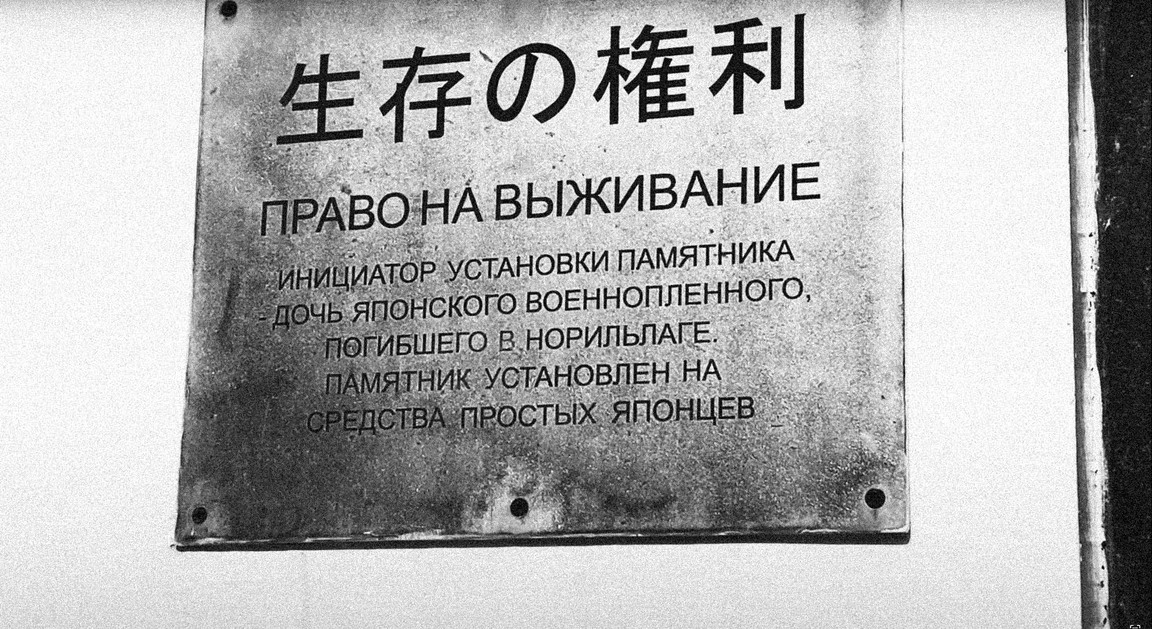 生存の権利
ПРАВО НА ВЫЖИВАНИЕ
ИНИЦИАТОР УСТАНОВКИ ПАМЯТНИКА
- ДОЧЬ ЯПОНСКОГО ВОЕННОПЛЕННОГО,
ПОГИБШЕГО В НОРИЛЬЛАГЕ.
ПАМЯТНИК УСТАНОВЛЕН НА
СРЕДСТВА ПРОСТЫХ ЯПОНЦЕВ